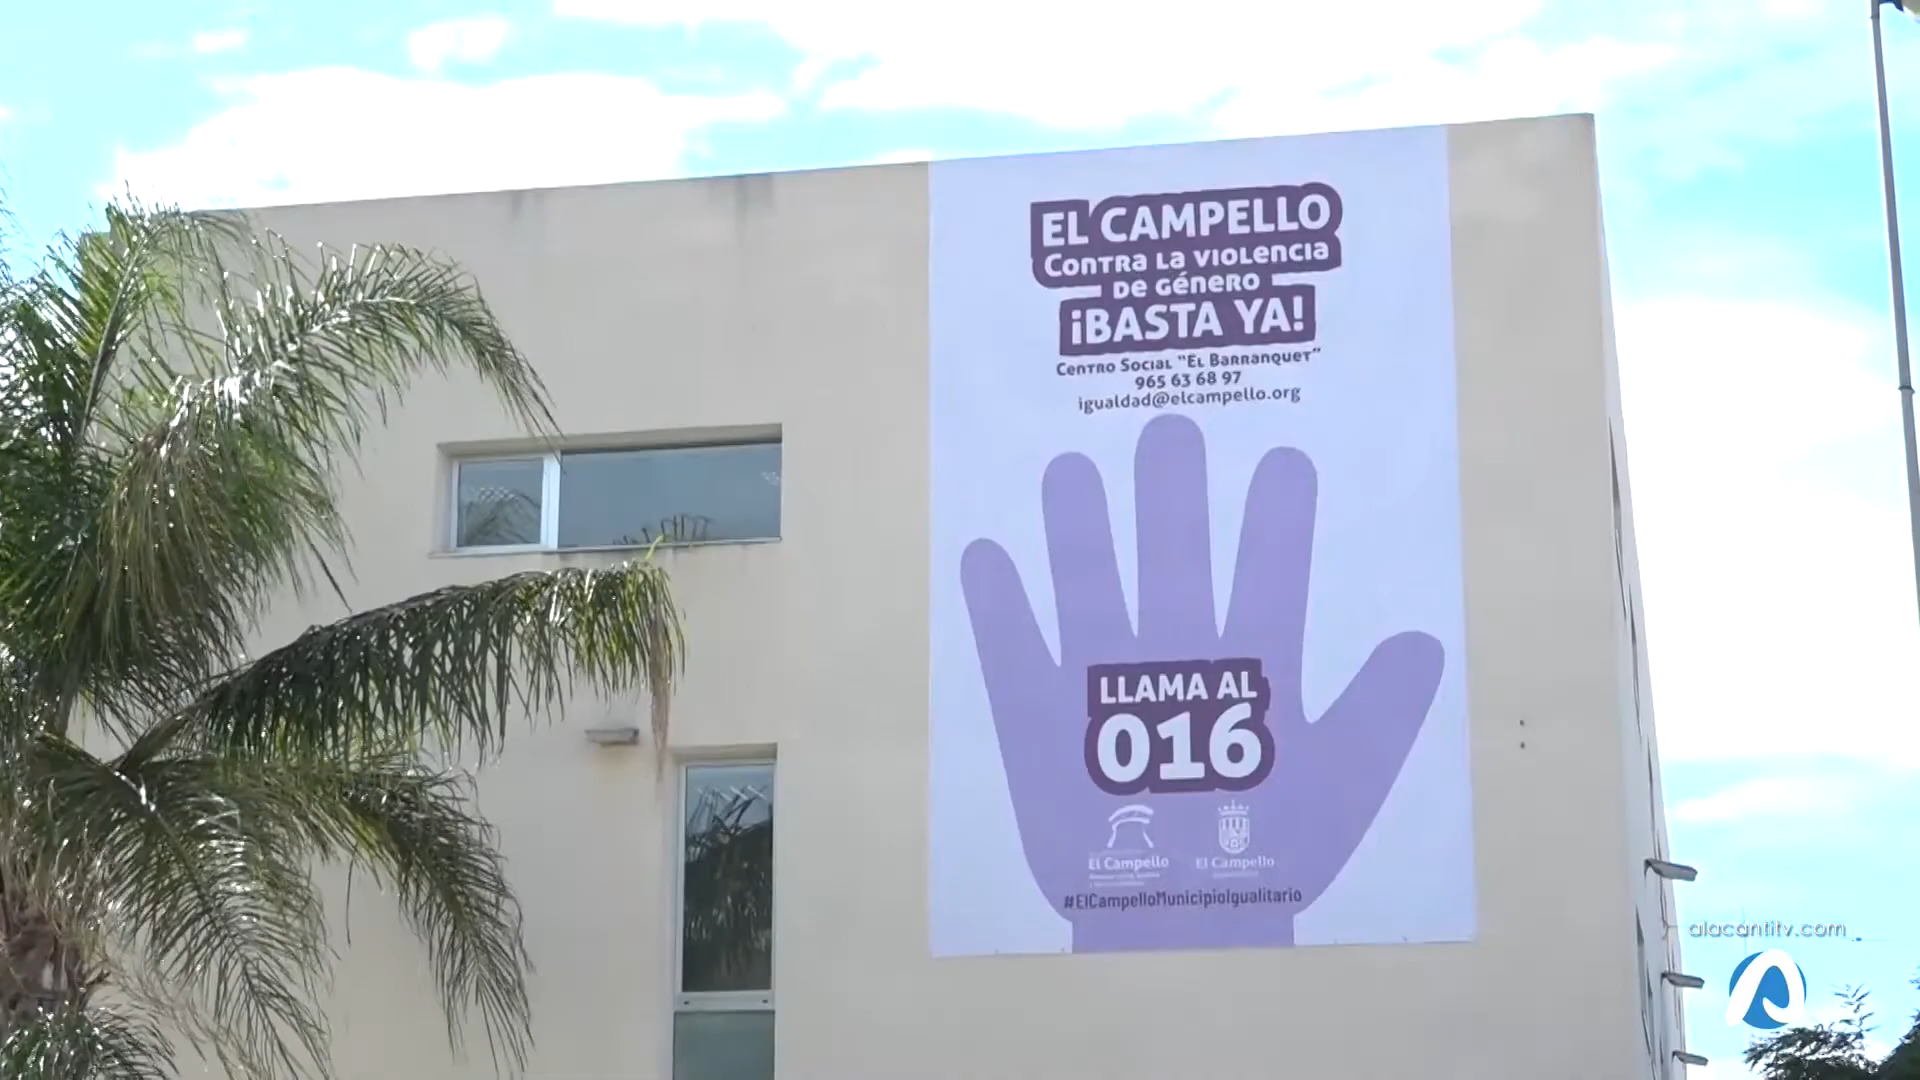 EL CAMPELLO
CONTRA LA VIOLENCIA
DE GÉNERO
¡BASTA YA!
CENTRO SOCIAL "EL BARRANQUET"
965 63 68 97
igualdad@elcampello.org
LLAMA AL
016
El Campello
El Campello
#ElCampelloMunicipioIgualitario
alacantitv.com